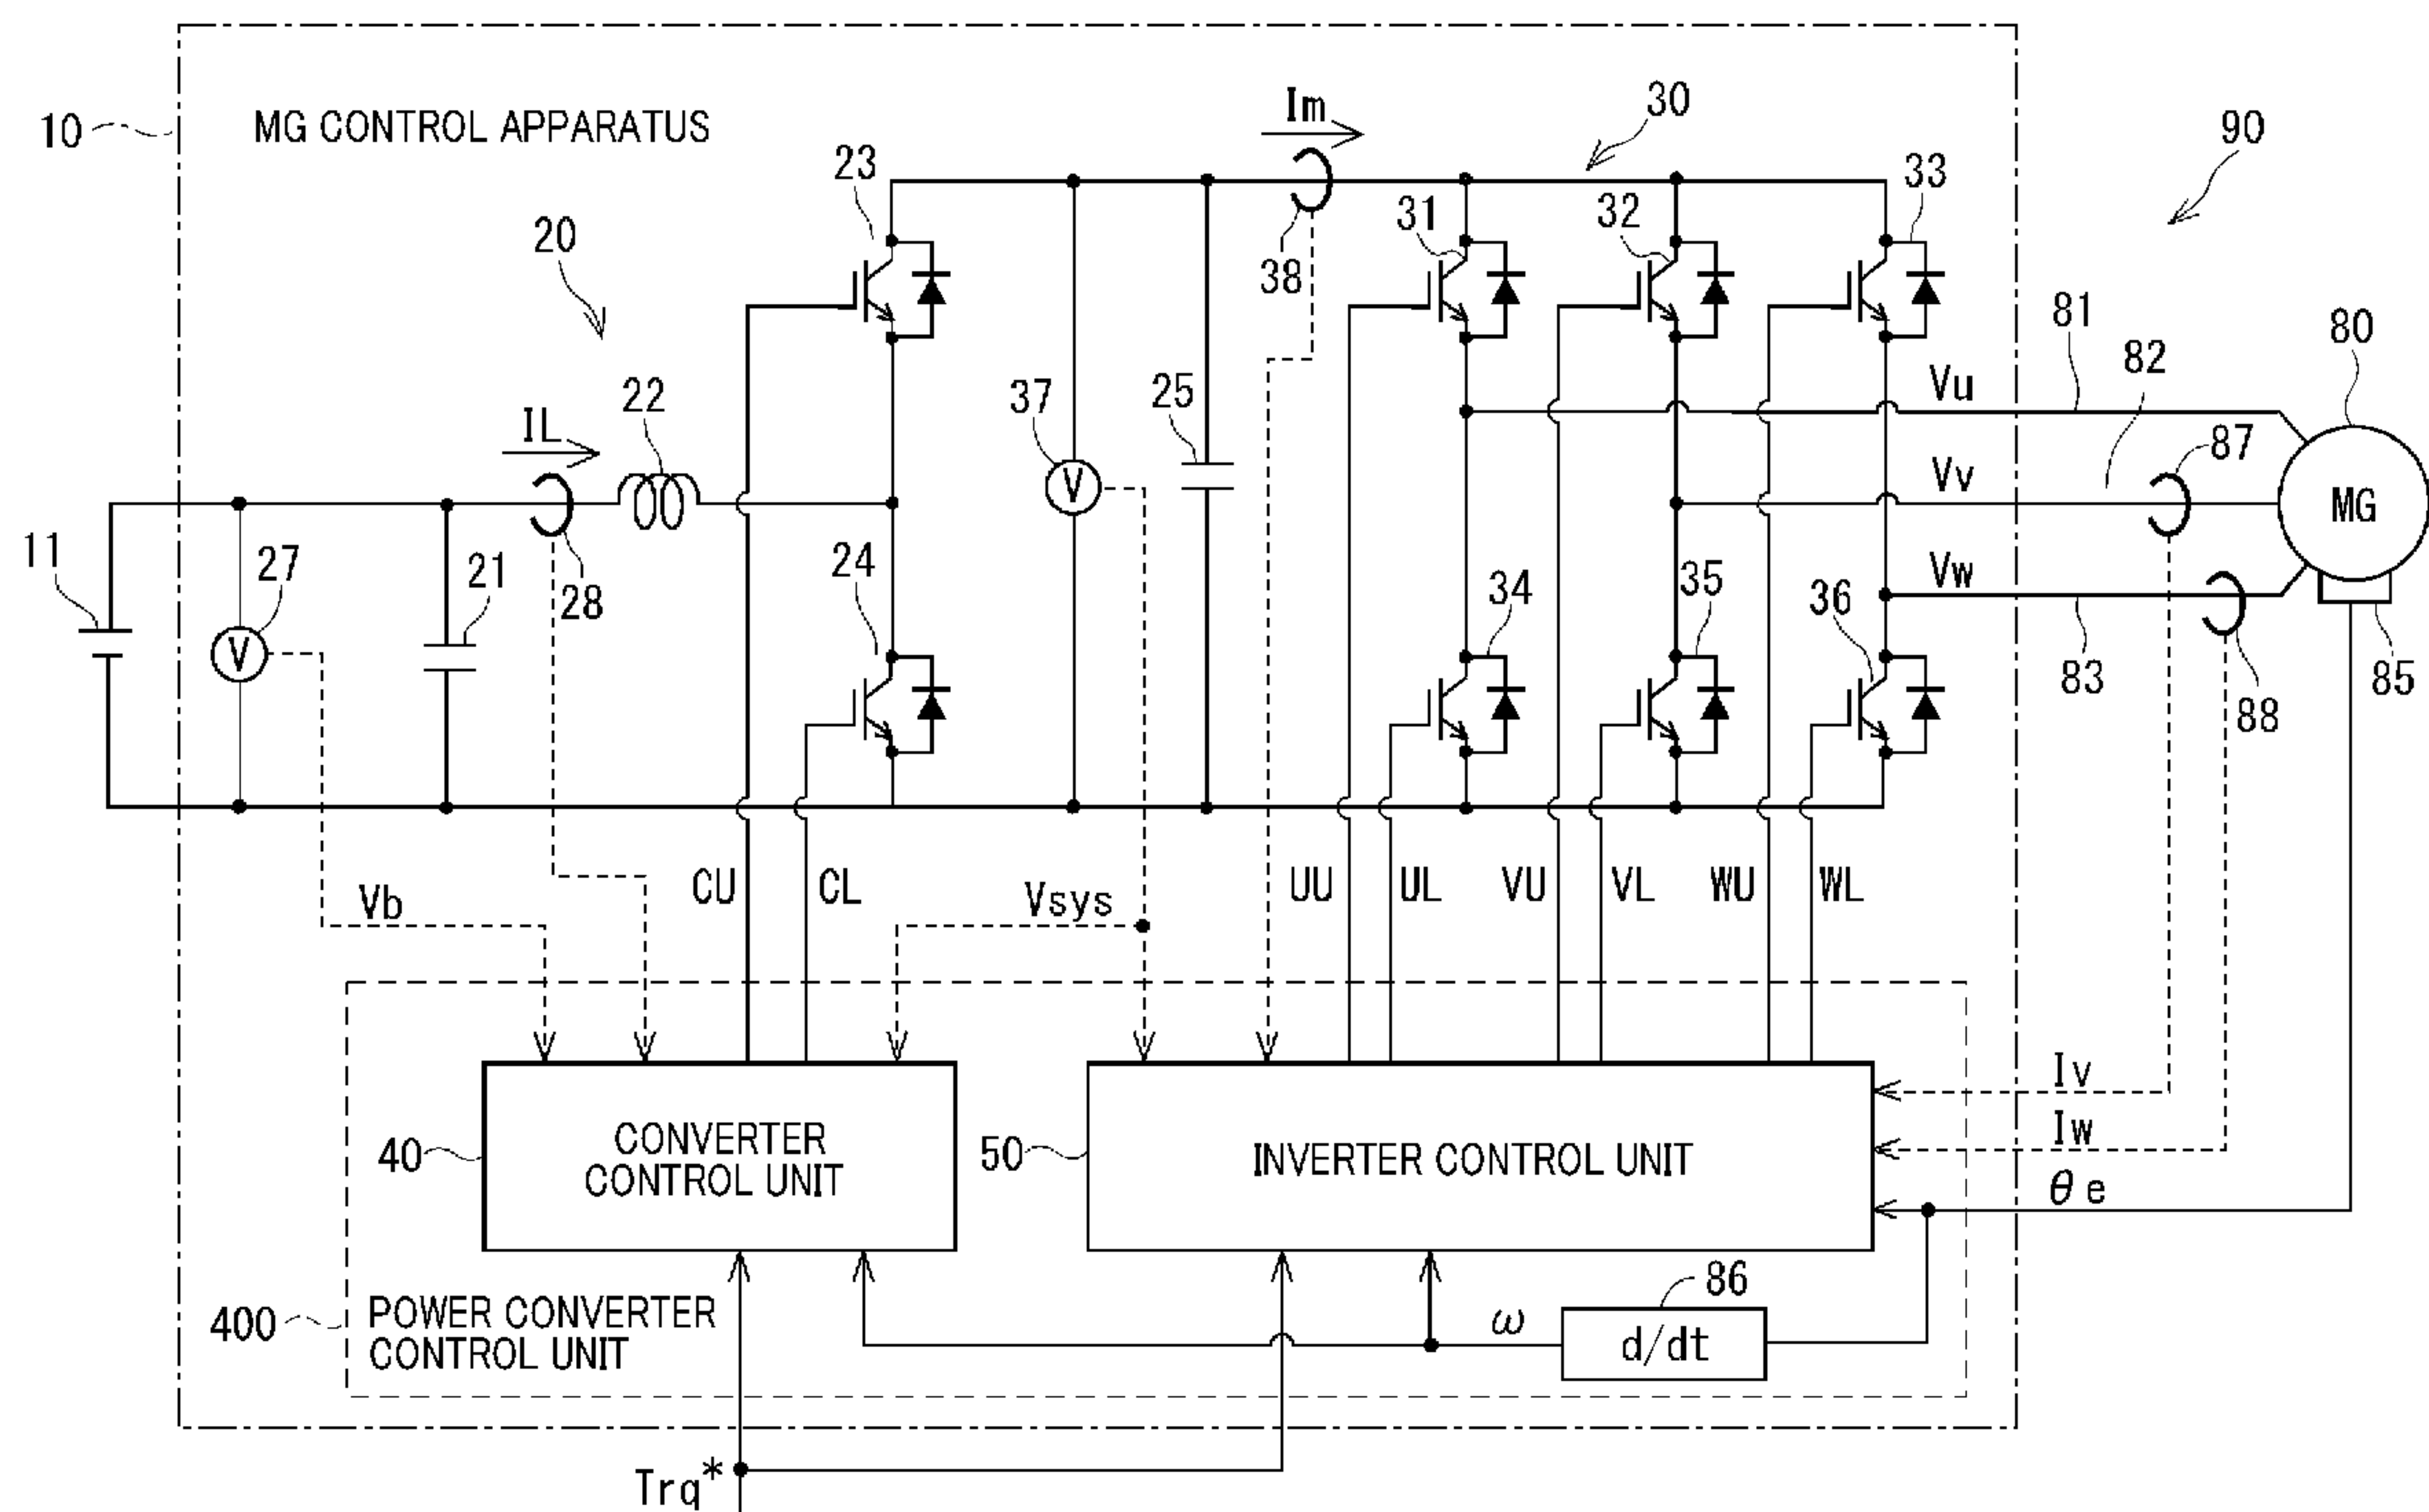 10
MG CONTROL APPARATUS
Im
30
90
23
20
38
31
32
33
81
80
82
22
IL
37
25
Vu
87
Vv
MG
11
27
V
21
28
24
V
34
35
36
Vw
83
88
85
Vb
CU
CL
Vsys
UU
UL
VU
VL
WU
WL
Iv
Iw
θe
40
CONVERTER
CONTROL UNIT
50
INVERTER CONTROL UNIT
86
400
POWER CONVERTER
CONTROL UNIT
ω
d/dt
Trq*